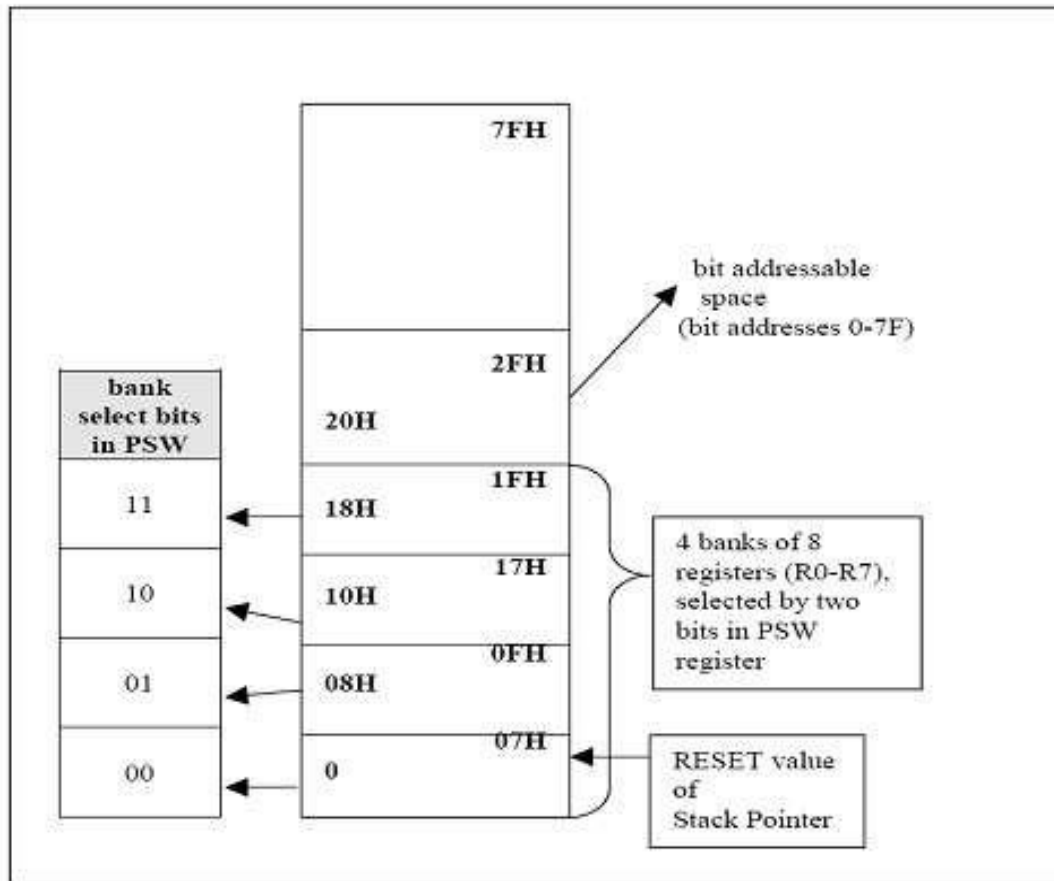 7FH
bit addressable
space
(bit addresses 0-7F)
2FH
20H
bank
select bits
in PSW
1FH
18H
11
17H
10H
10
4 banks of 8
registers (R0-R7),
selected by two
bits in PSW
register
0FH
08H
01
07H
0
00
RESET value
of
Stack Pointer